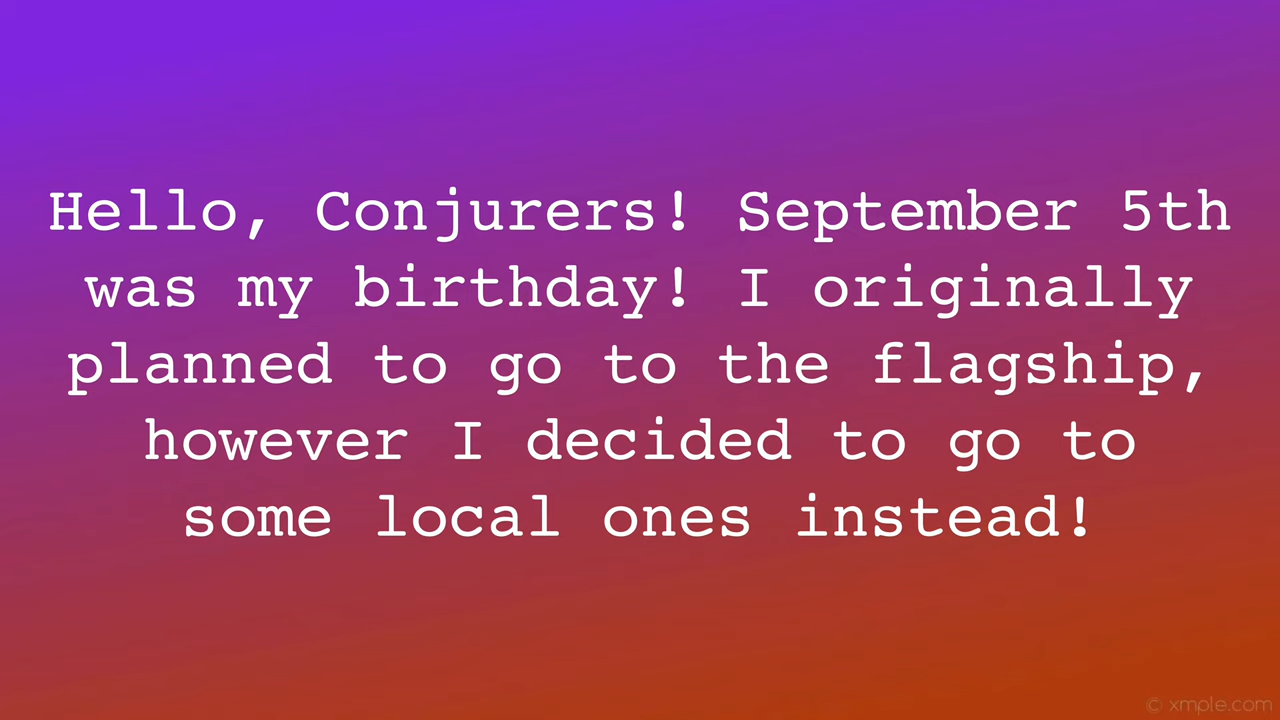 Hello, Conjurers! September 5th
was my birthday! I originally
planned to go to the flagship,
however I decided to go to
some local ones instead!
© xmple.com